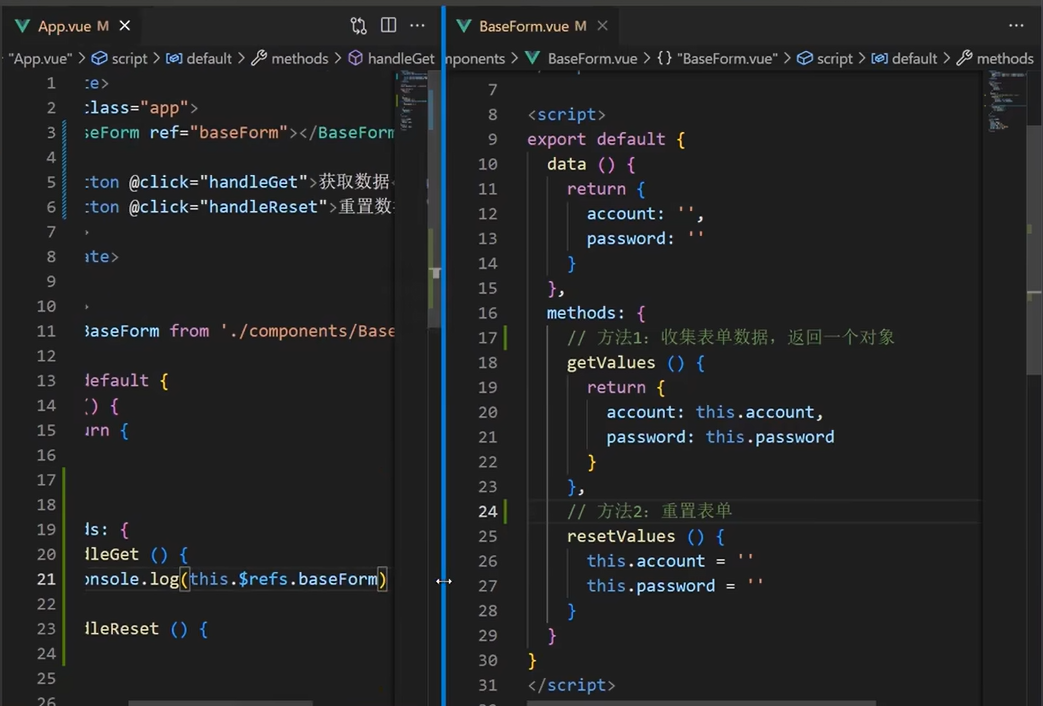 App.vue M
"App.vue" > script > default > methods > handleGet
1 te>
2 class="app">
3 seForm ref="baseForm"></BaseForm
4
5 tton @click="handleGet">获取数据
6 tton @click="handleReset">重置数
7 >
8 ate>
9
10 >
11 BaseForm from './components/Base
12
13 default {
14 () {
15 urn {
16
17
18
19 ds: {
20 dleGet () {
21 onsole.log(this.$refs.baseForm)
22
23 dleReset () {
24
25
26
BaseForm.vue M
mponents > BaseForm.vue > {} "BaseForm.vue" > script > default > methods
7
8 <script>
9 export default {
10 data () {
11 return {
12 account: '',
13 password: ''
14 }
15 },
16 methods: {
17 // 方法1：收集表单数据，返回一个对象
18 getValues () {
19 return {
20 account: this.account,
21 password: this.password
22 }
23 },
24 // 方法2：重置表单
25 resetValues () {
26 this.account = ''
27 this.password = ''
28 }
29 }
30 }
31 </script>